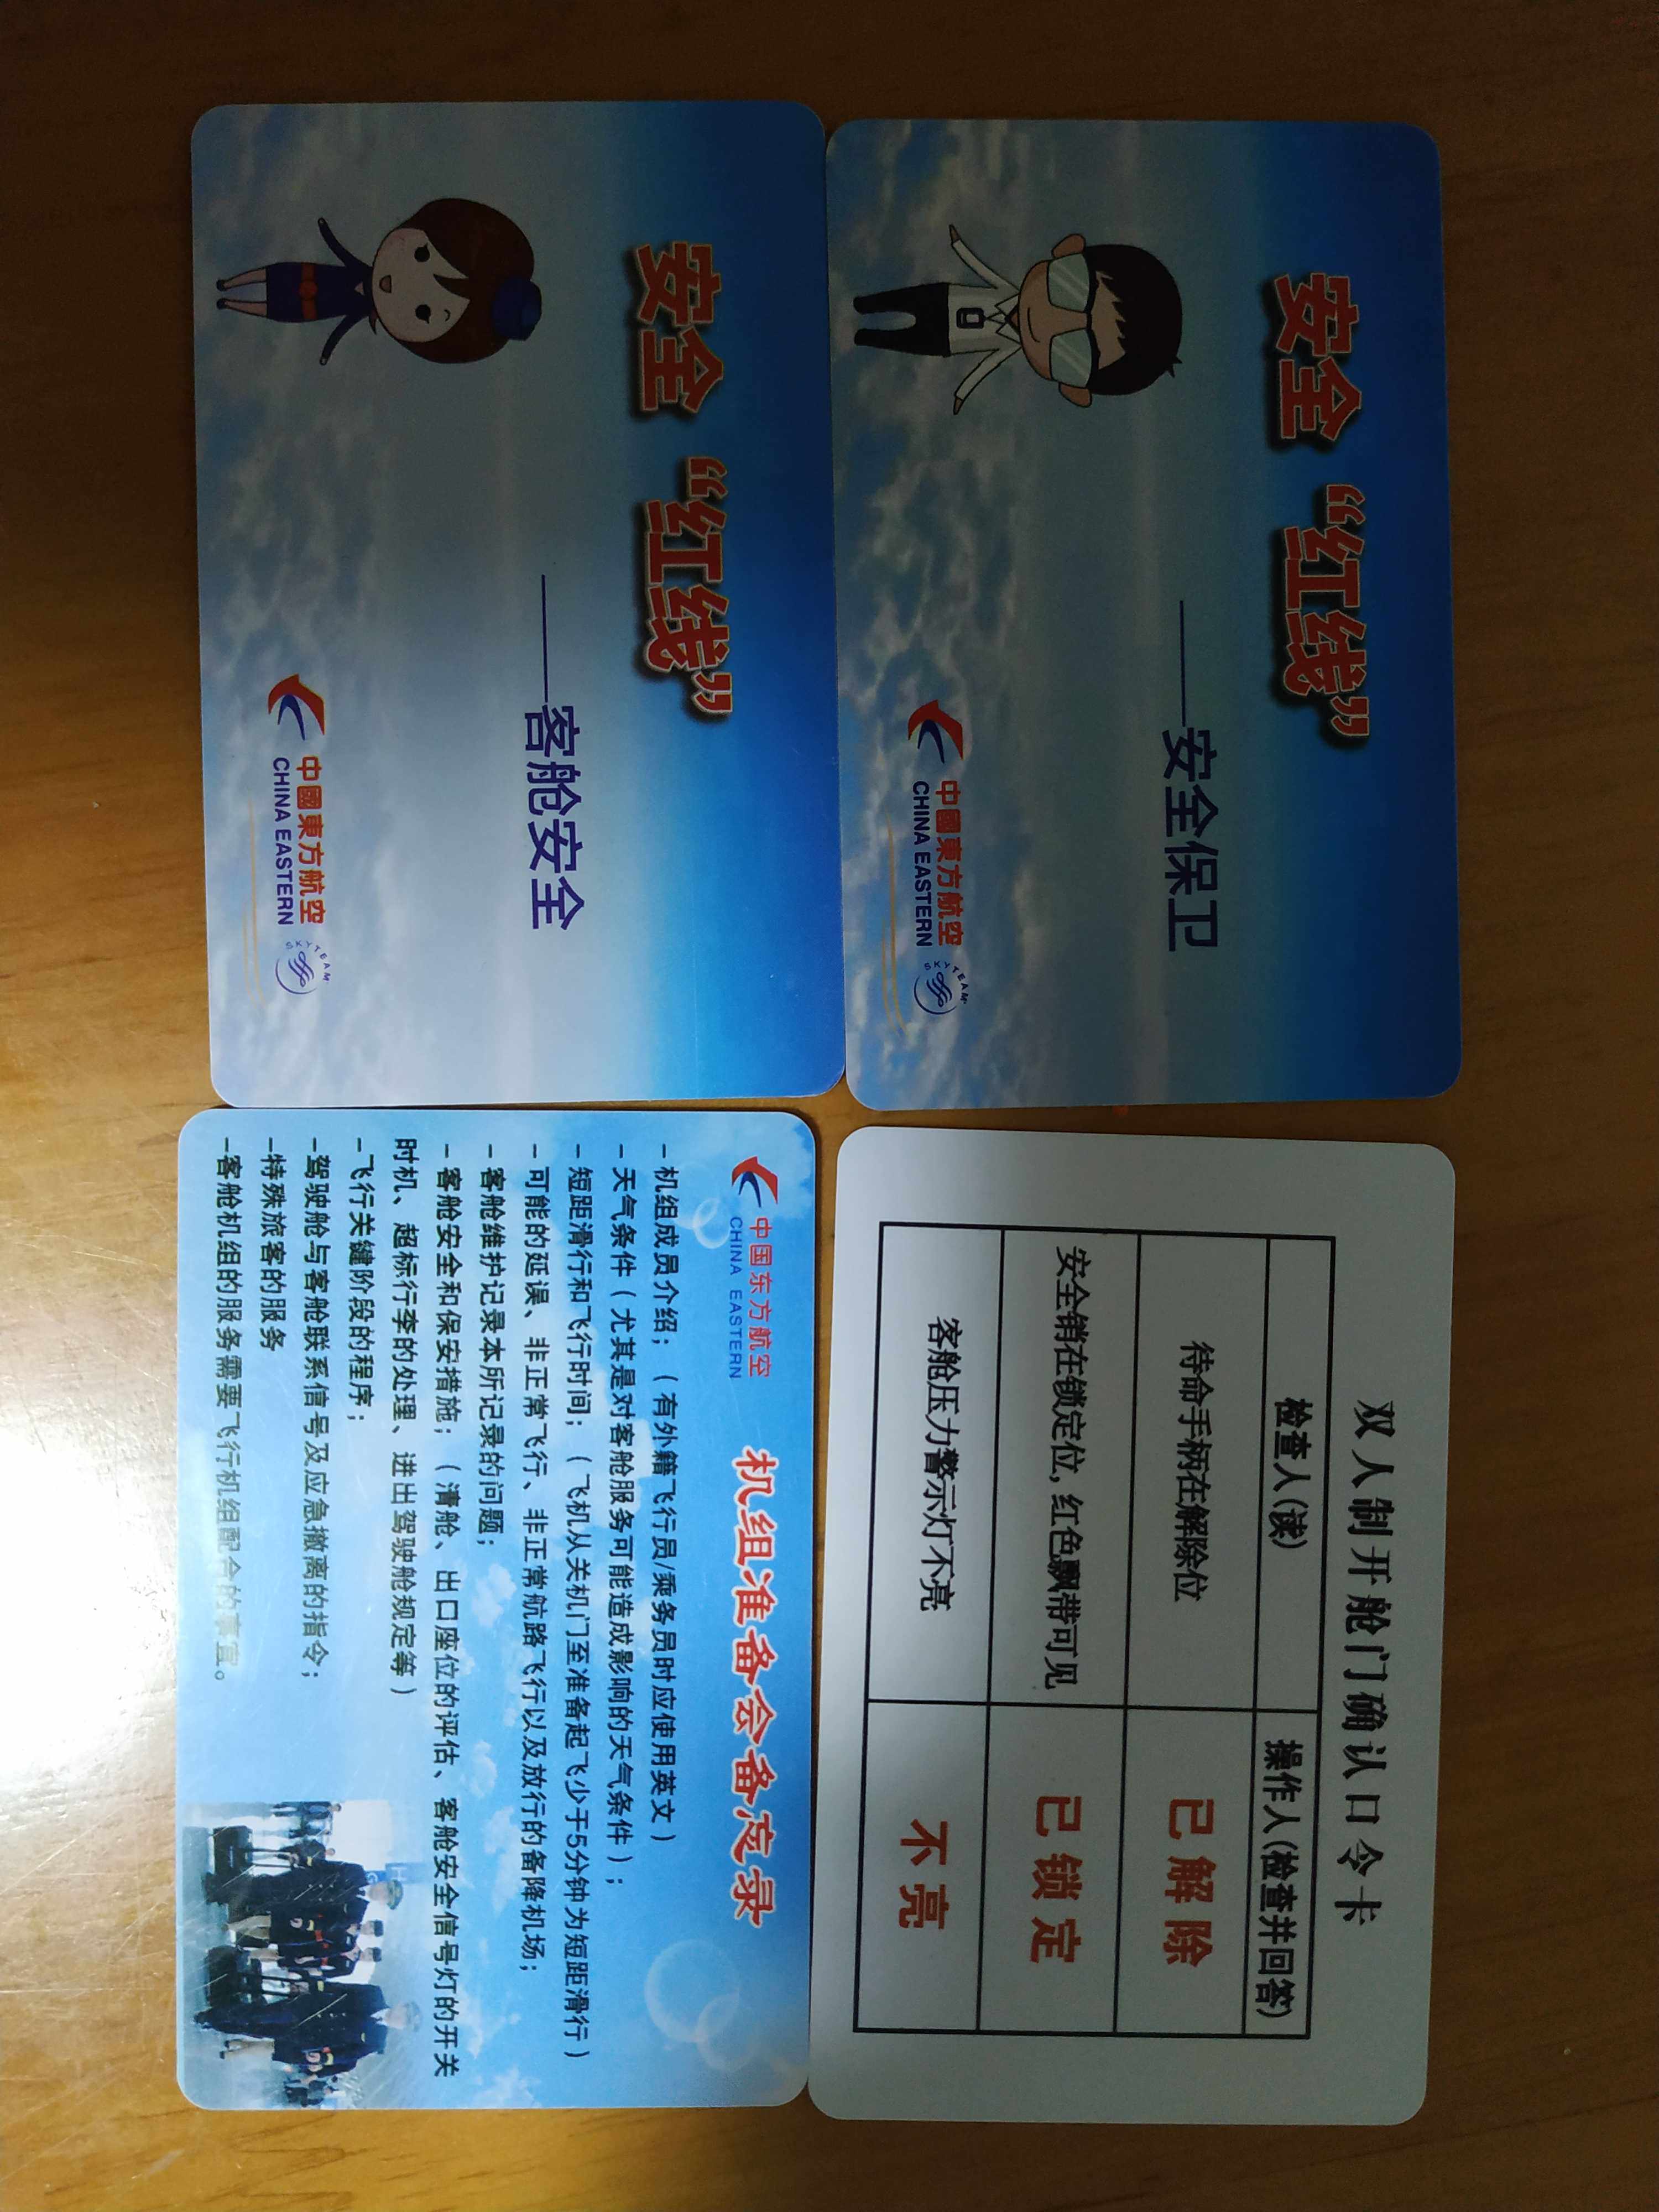 安全“红线”
——安全保卫
中國東方航空
CHINA EASTERN
SKYTEAM
安全“红线”
——客舱安全
中國東方航空
CHINA EASTERN
SKYTEAM
双人制开舱门确认口令卡
检查人(读) 操作人(检查并回答)
待命手柄在解除位 已解除
安全销在锁定位,红色飘带可见 已锁定
客舱压力警示灯不亮 不亮
中国东方航空
CHINA EASTERN
机组准备会备忘录
-机组成员介绍;(有外籍飞行员/乘务员时应使用英文)
-天气条件(尤其是对客舱服务可能造成影响的天气条件);
-短距滑行和飞行时间;(飞机从关机门至准备起飞少于5分钟为短距滑行)
-可能的延误、非正常飞行、非正常航路飞行以及放行的备降机场;
-客舱维护记录本所记录的问题;
-客舱安全和保安措施;(清舱、出口座位的评估、客舱安全信号灯的开关
时机、超标行李的处理、进出驾驶舱规定等)
-飞行关键阶段的程序;
-驾驶舱与客舱联系信号及应急撤离的指令;
-特殊旅客的服务
-客舱机组的服务需要飞行机组配合的事宜。